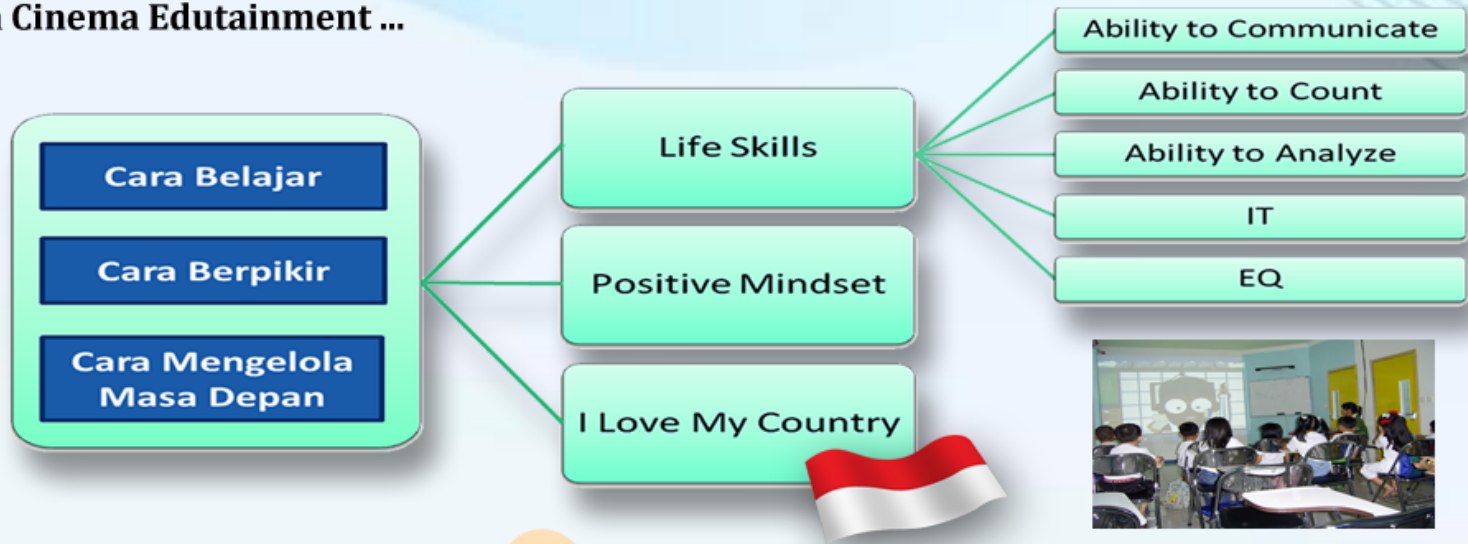 Cinema Edutainment ...
Cara Belajar
Cara Berpikir
Cara Mengelola
Masa Depan
Life Skills
Positive Mindset
I Love My Country
Ability to Communicate
Ability to Count
Ability to Analyze
IT
EQ